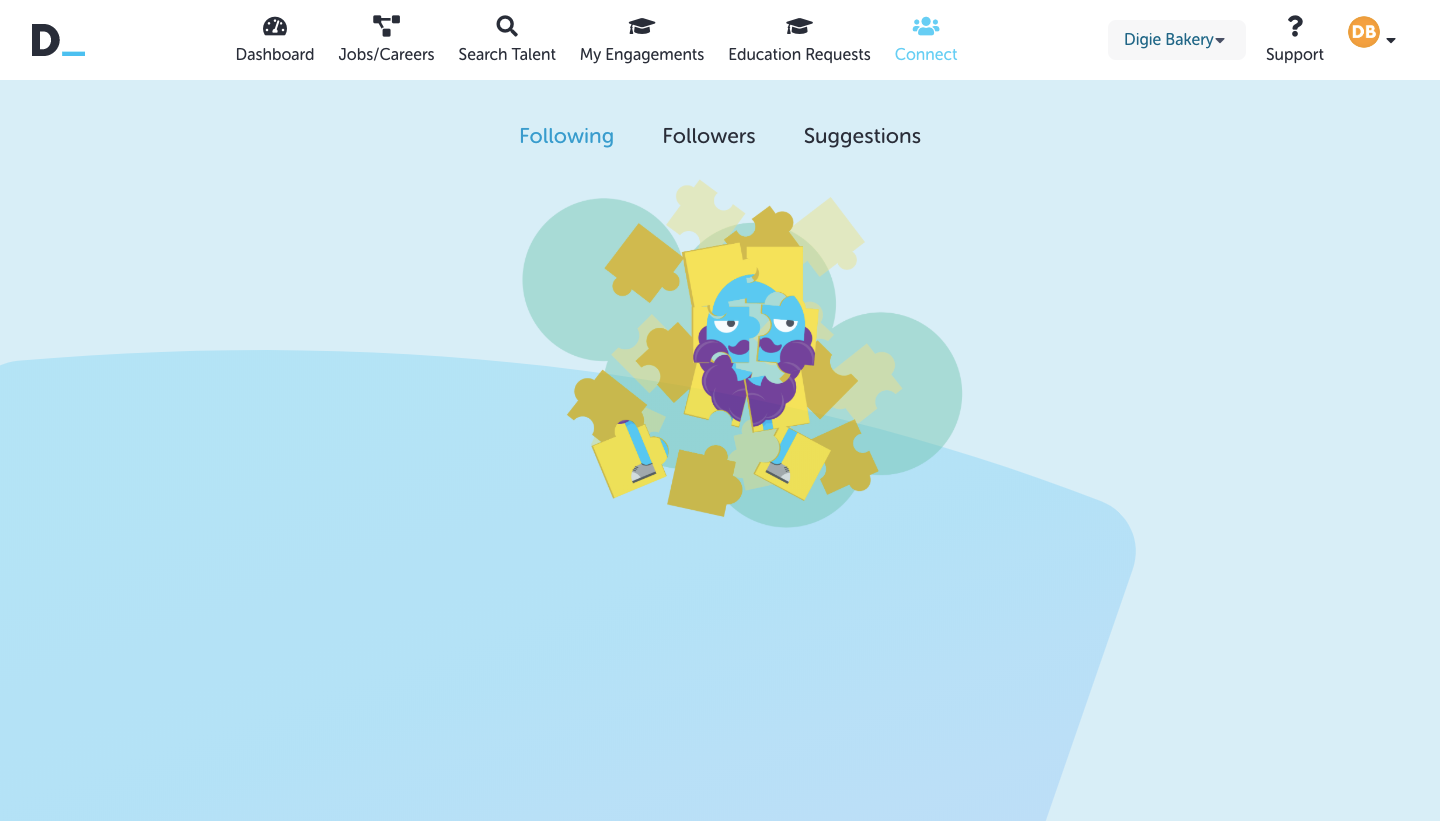 D_
Dashboard
Jobs/Careers
Search Talent
My Engagements
Education Requests
Connect
Digie Bakery
Support
DB
Following
Followers
Suggestions